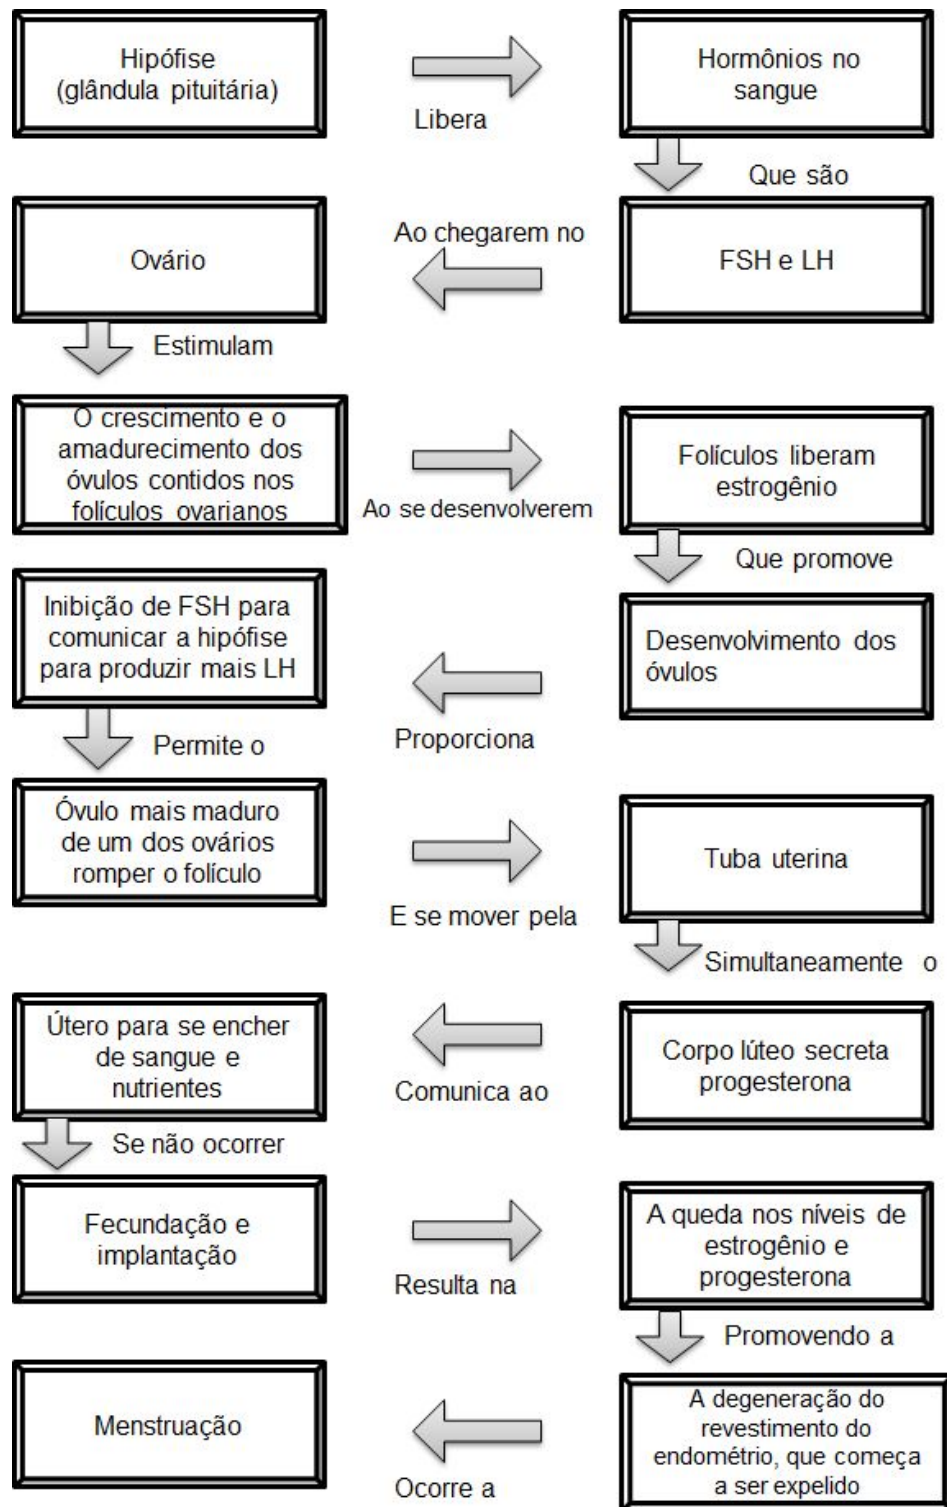 Hipófise
(glândula pituitária)
Libera
Hormônios no
sangue
Que são
FSH e LH
Ao chegarem no
Ovário
Estimulam
O crescimento e o
amadurecimento dos
óvulos contidos nos
folículos ovarianos
Ao se desenvolverem
Folículos liberam
estrogênio
Que promove
Desenvolvimento dos
óvulos
Proporciona
Inibição de FSH para
comunicar a hipófise
para produzir mais LH
Permite o
Óvulo mais maduro
de um dos ovários
romper o folículo
E se mover pela
Tuba uterina
Simultaneamente o
Corpo lúteo secreta
progesterona
Comunica ao
Útero para se encher
de sangue e
nutrientes
Se não ocorrer
Fecundação e
implantação
Resulta na
A queda nos níveis de
estrogênio e
progesterona
Promovendo a
A degeneração do
revestimento do
endométrio, que começa
a ser expelido
Ocorre a
Menstruação